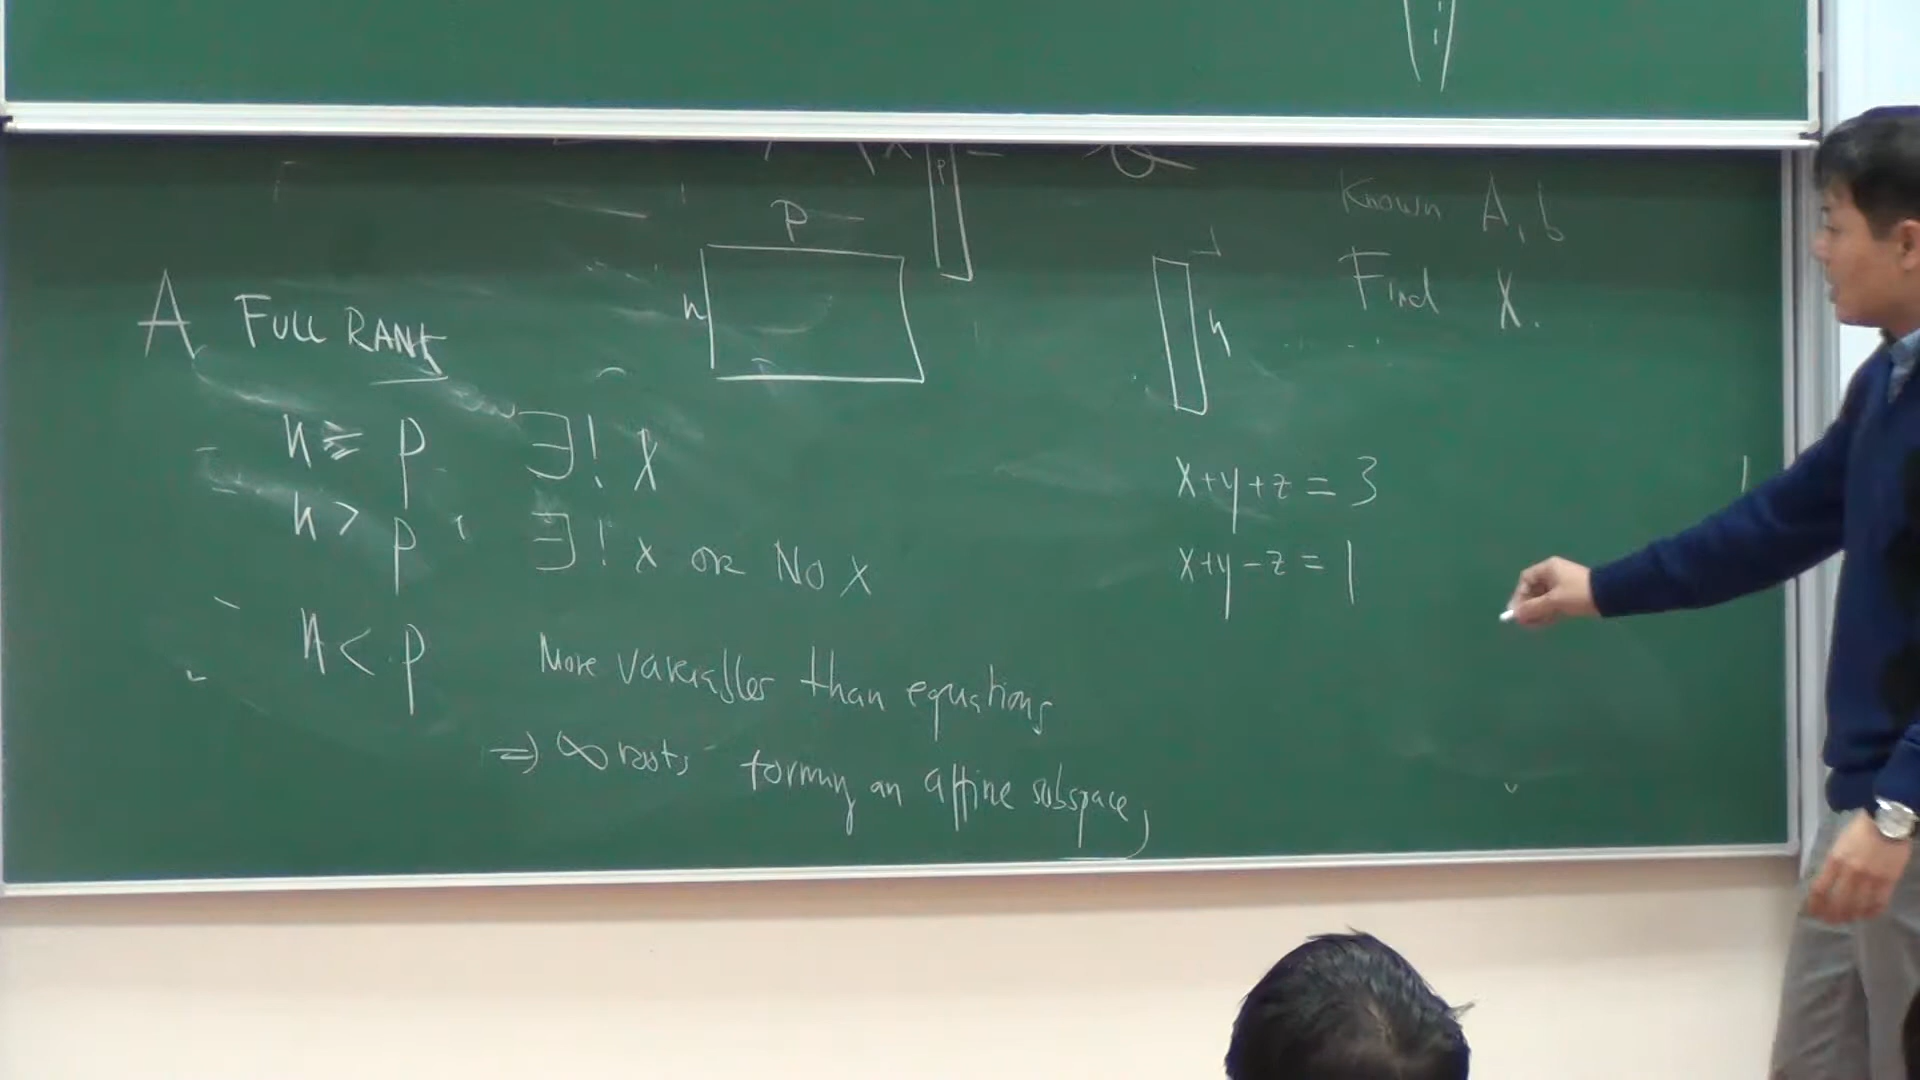 P
Known A, b
n
n
Find X.
A FULL RANK
n = p ∃! X
n > p ∃! x or No x
n < p More variables than equations
⇒ ∞ roots forming an affine subspace,
x+y+z = 3
x+y-z = 1